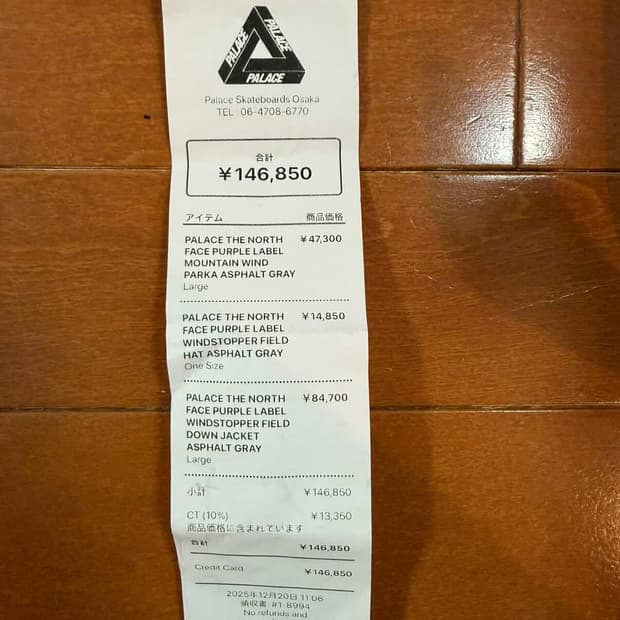 PALACE
PALACE
PALACE
Palace Skateboards Osaka
TEL 06-4708-6770
合計
¥146,850
アイテム 商品価格
PALACE THE NORTH ¥47,300
FACE PURPLE LABEL
MOUNTAIN WIND
PARKA ASPHALT GRAY
Large
PALACE THE NORTH ¥14,850
FACE PURPLE LABEL
WINDSTOPPER FIELD
HAT ASPHALT GRAY
One Size
PALACE THE NORTH ¥84,700
FACE PURPLE LABEL
WINDSTOPPER FIELD
DOWN JACKET
ASPHALT GRAY
Large
小計 ¥146,850
CT (10%) ¥13,350
商品価格に含まれています
合計 ¥146,850
Credit Card ¥146,850
2025年12月20日 11:06
領収書 #1-8994
No refunds and